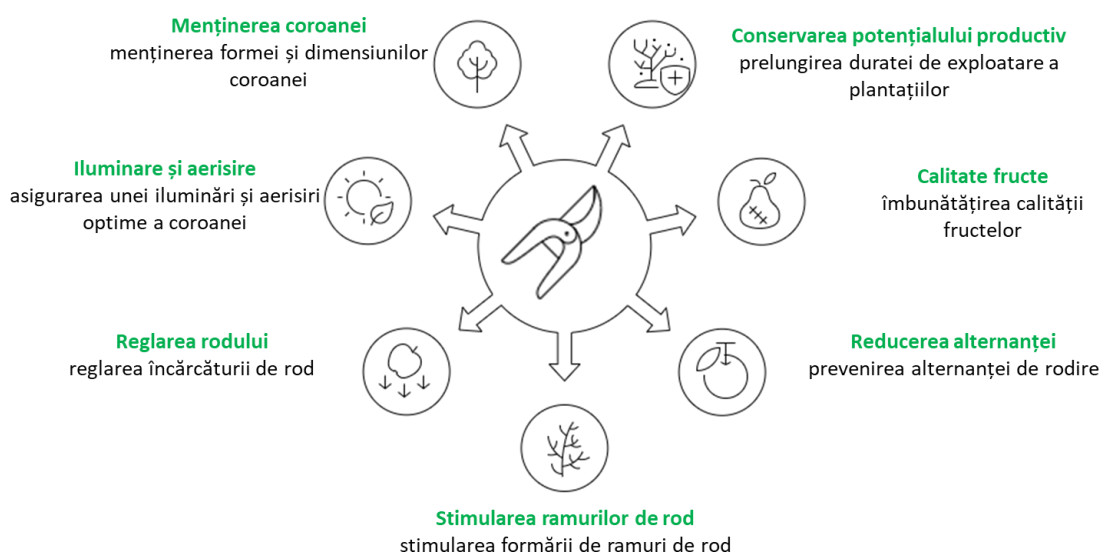 Menținerea coroanei
menținerea formei și dimensiunilor
coroanei
Conservarea potențialului productiv
prelungirea duratei de exploatare a
plantațiilor
Iluminare și aerisire
asigurarea unei iluminări și aerisiri
optime a coroanei
Calitate fructe
îmbunătățirea calității
fructelor
Reglarea rodului
reglarea încărcăturii de rod
Reducerea alternanței
prevenirea alternanței de rodire
Stimularea ramurilor de rod
stimularea formării de ramuri de rod